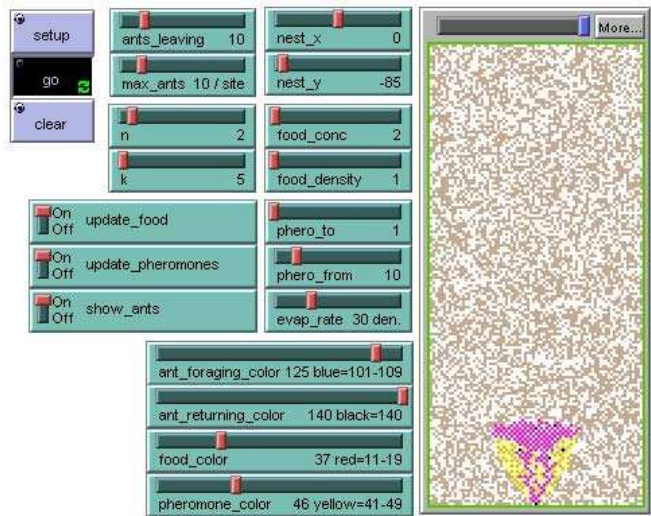 setup
go
clear
ants_leaving 10
max_ants 10 / site
n 2
k 5
nest_x 0
nest_y -85
food_conc 2
food_density 1
On
Off
update_food
On
Off
update_pheromones
On
Off
show_ants
phero_to 1
phero_from 10
evap_rate 30 den.
ant_foraging_color 125 blue=101-109
ant_returning_color 140 black=140
food_color 37 red=11-19
pheromone_color 46 yellow=41-49
More...